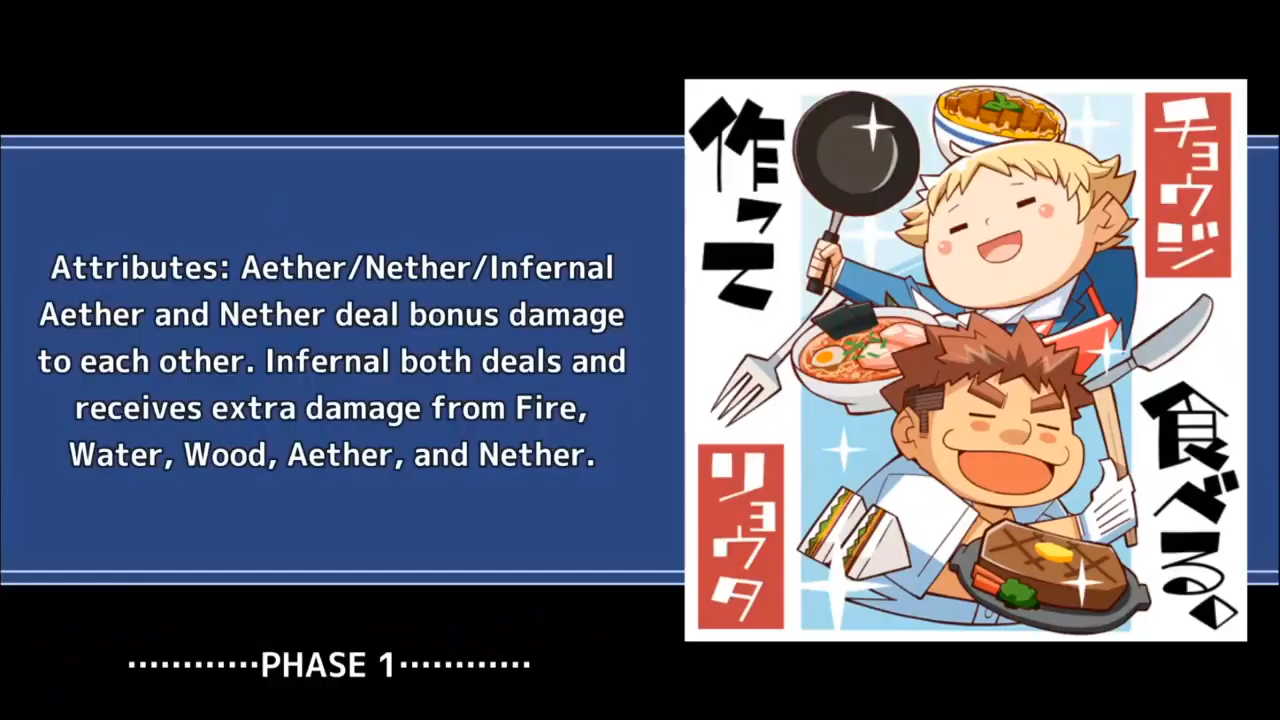 Attributes: Aether/Nether/Infernal
Aether and Nether deal bonus damage
to each other. Infernal both deals and
receives extra damage from Fire,
Water, Wood, Aether, and Nether.
············PHASE 1············
チョウジ
作って
食べる。
リョウタ